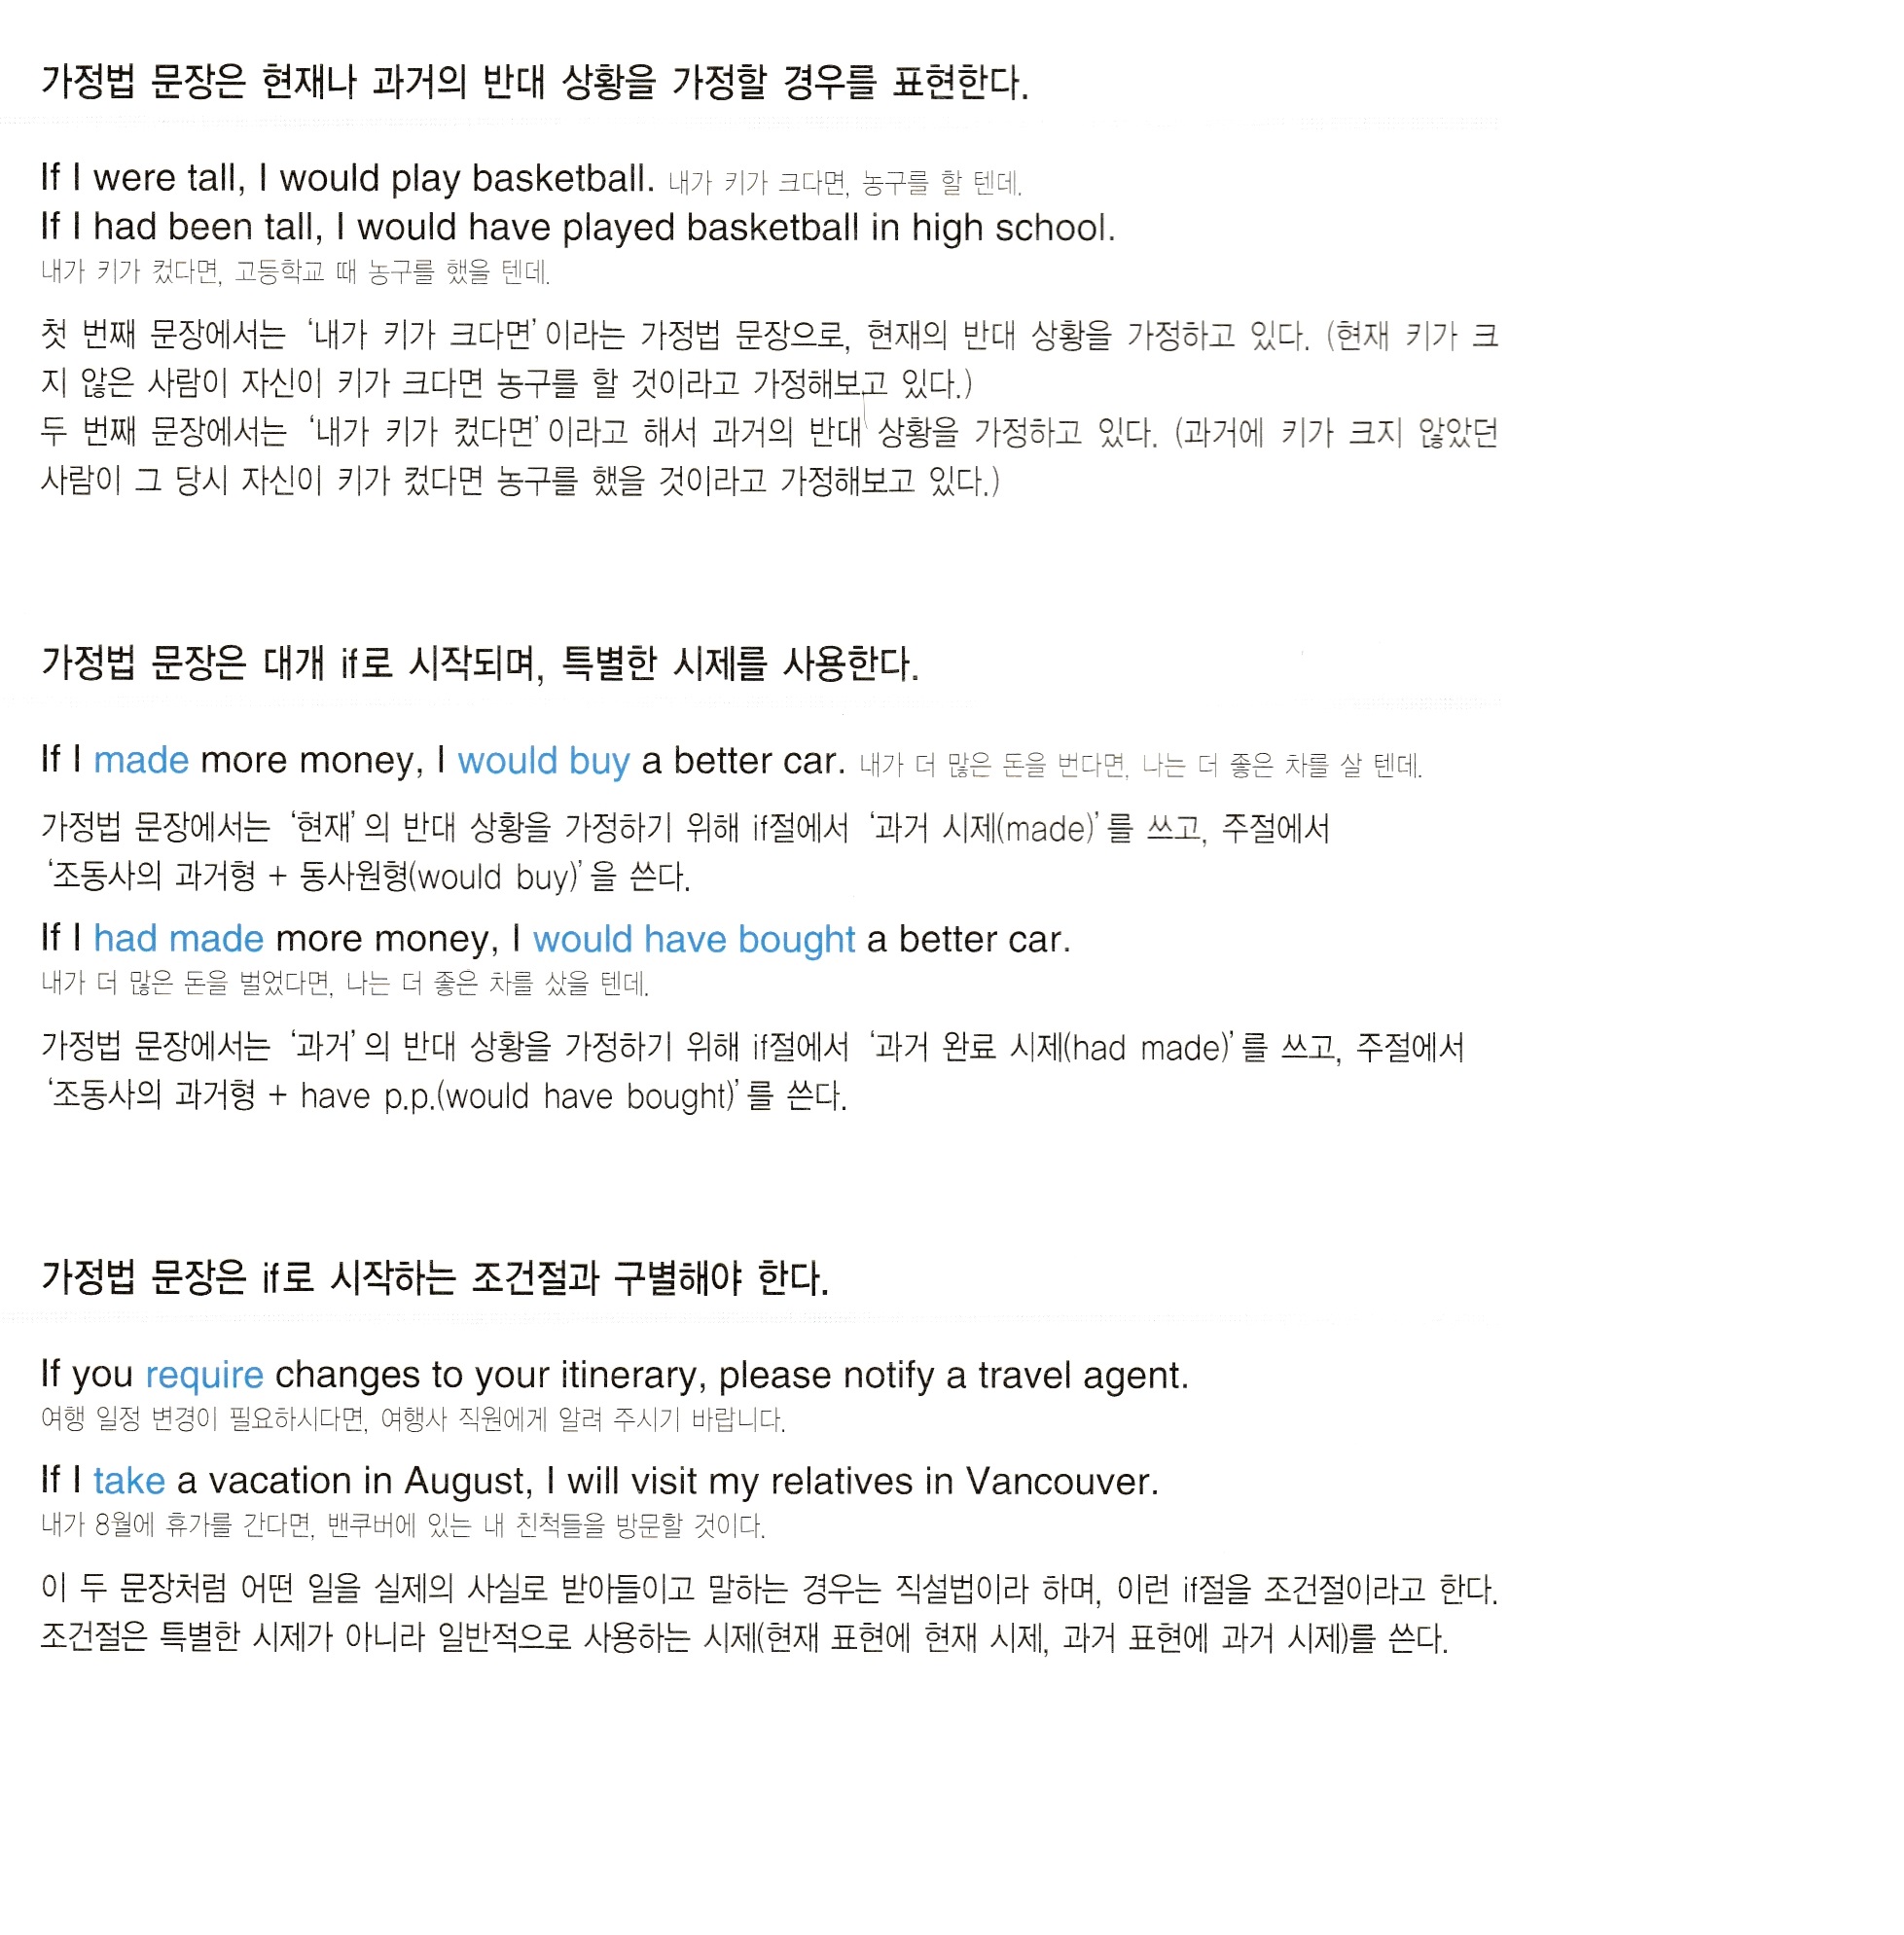 가정법 문장은 현재나 과거의 반대 상황을 가정할 경우를 표현한다.
If I were tall, I would play basketball. 내가 키가 크다면, 농구를 할 텐데.
If I had been tall, I would have played basketball in high school.
내가 키가 컸다면, 고등학교 때 농구를 했을 텐데.
첫 번째 문장에서는 ‘내가 키가 크다면’이라는 가정법 문장으로, 현재의 반대 상황을 가정하고 있다. (현재 키가 크
지 않은 사람이 자신이 키가 크다면 농구를 할 것이라고 가정해보고 있다.)
두 번째 문장에서는 ‘내가 키가 컸다면’이라고 해서 과거의 반대 상황을 가정하고 있다. (과거에 키가 크지 않았던
사람이 그 당시 자신이 키가 컸다면 농구를 했을 것이라고 가정해보고 있다.)
가정법 문장은 대개 if로 시작되며, 특별한 시제를 사용한다.
If I made more money, I would buy a better car. 내가 더 많은 돈을 번다면, 나는 더 좋은 차를 살 텐데.
가정법 문장에서는 ‘현재’의 반대 상황을 가정하기 위해 if절에서 ‘과거 시제(made)’를 쓰고, 주절에서
‘조동사의 과거형 + 동사원형(would buy)’을 쓴다.
If I had made more money, I would have bought a better car.
내가 더 많은 돈을 벌었다면, 나는 더 좋은 차를 샀을 텐데.
가정법 문장에서는 ‘과거’의 반대 상황을 가정하기 위해 if절에서 ‘과거 완료 시제(had made)’를 쓰고, 주절에서
‘조동사의 과거형 + have p.p.(would have bought)’를 쓴다.
가정법 문장은 if로 시작하는 조건절과 구별해야 한다.
If you require changes to your itinerary, please notify a travel agent.
여행 일정 변경이 필요하시다면, 여행사 직원에게 알려 주시기 바랍니다.
If I take a vacation in August, I will visit my relatives in Vancouver.
내가 8월에 휴가를 간다면, 밴쿠버에 있는 내 친척들을 방문할 것이다.
이 두 문장처럼 어떤 일을 실제의 사실로 받아들이고 말하는 경우는 직설법이라 하며, 이런 if절을 조건절이라고 한다.
조건절은 특별한 시제가 아니라 일반적으로 사용하는 시제(현재 표현에 현재 시제, 과거 표현에 과거 시제)를 쓴다.